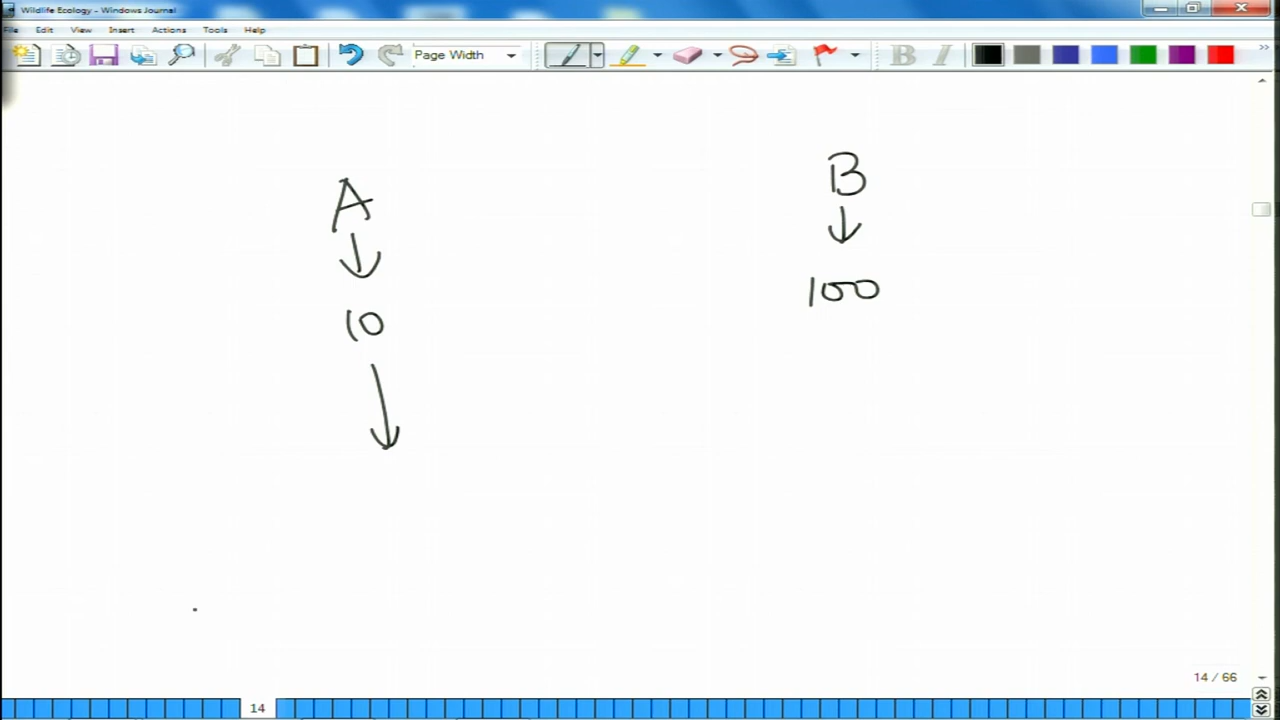 Wildlife Ecology - Windows Journal
File Edit View Insert Actions Tools Help
Page Width
B I
A
B
10
100
14 / 66
14